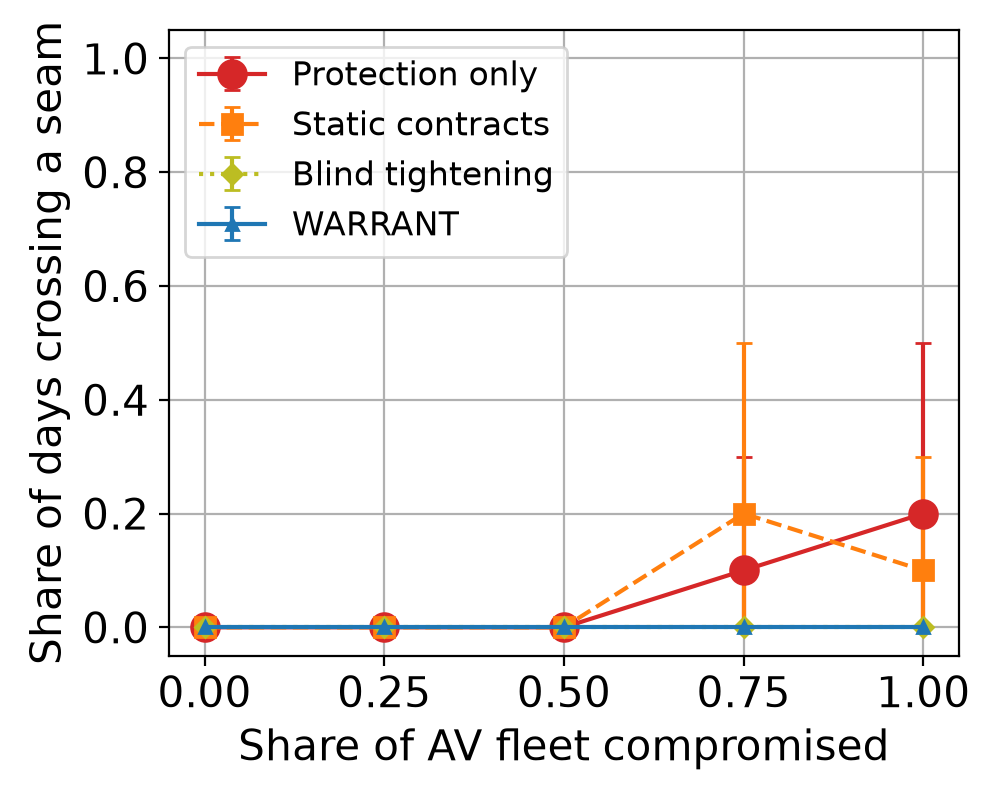 Share of days crossing a seam
1.0
0.8
0.6
0.4
0.2
0.0
Protection only
Static contracts
Blind tightening
WARRANT
0.00 0.25 0.50 0.75 1.00
Share of AV fleet compromised